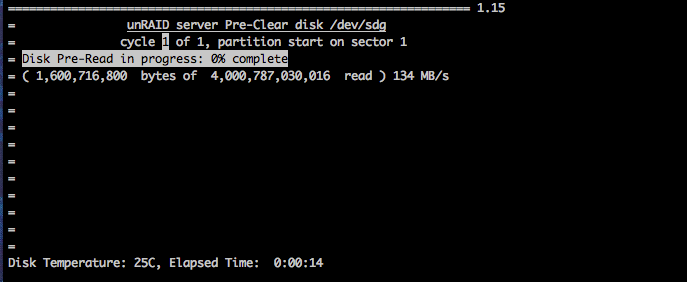 ================================================================== 1.15
= unRAID server Pre-Clear disk /dev/sdg
= cycle 1 of 1, partition start on sector 1
= Disk Pre-Read in progress: 0% complete
= ( 1,600,716,800 bytes of 4,000,787,030,016 read ) 134 MB/s
=
=
=
=
=
=
=
=
=
Disk Temperature: 25C, Elapsed Time: 0:00:14